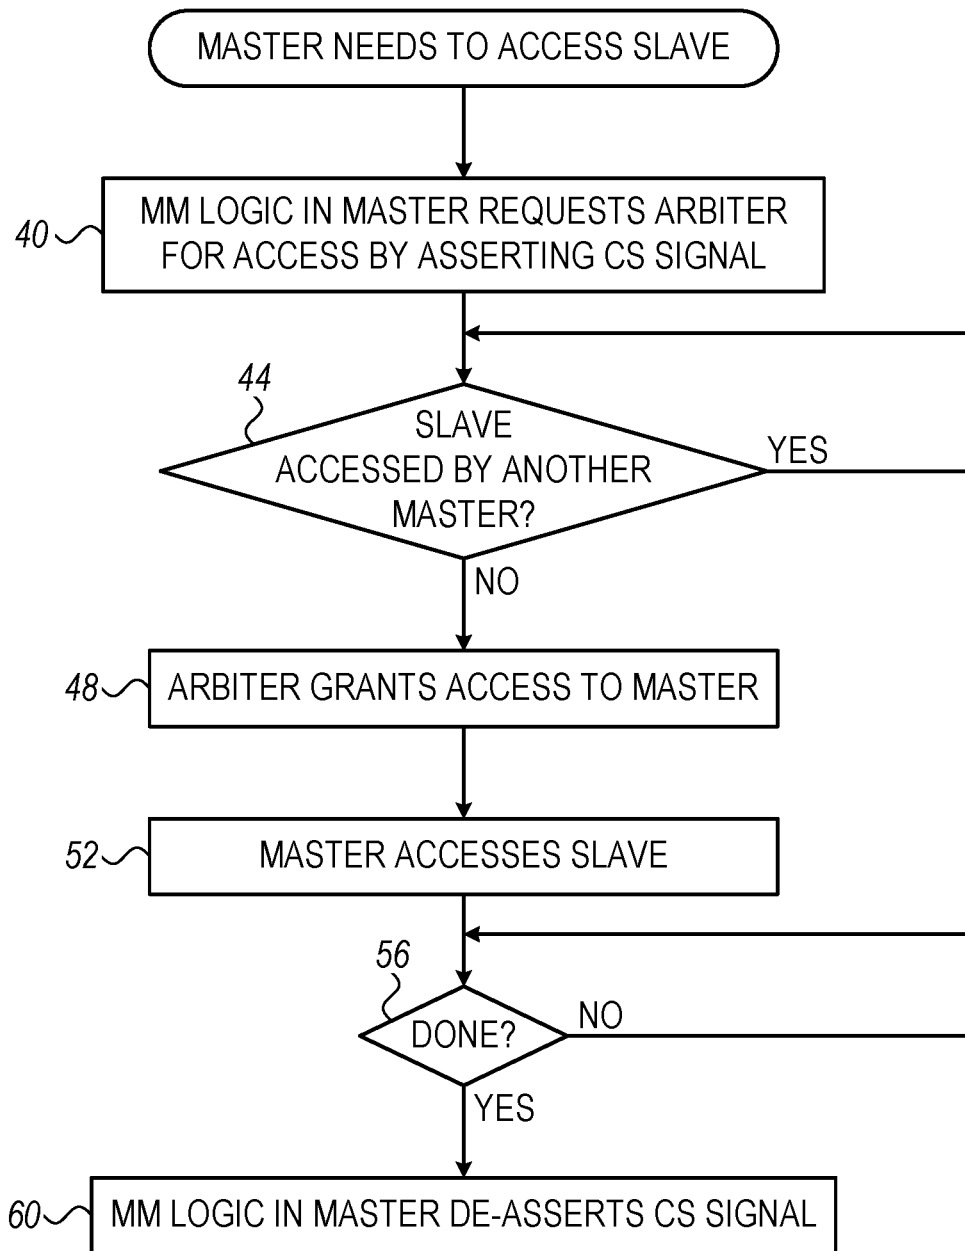 MASTER NEEDS TO ACCESS SLAVE
40
MM LOGIC IN MASTER REQUESTS ARBITER
FOR ACCESS BY ASSERTING CS SIGNAL
44
SLAVE
ACCESSED BY ANOTHER
MASTER?
YES
NO
48
ARBITER GRANTS ACCESS TO MASTER
52
MASTER ACCESSES SLAVE
56
DONE?
NO
YES
60
MM LOGIC IN MASTER DE-ASSERTS CS SIGNAL